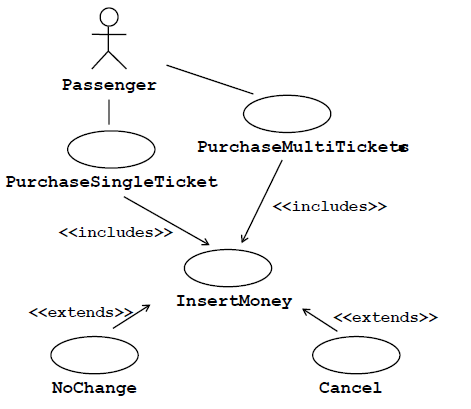 Passenger
PurchaseMultiTickets
PurchaseSingleTicket
<<includes>>
<<includes>>
InsertMoney
<<extends>>
<<extends>>
NoChange
Cancel